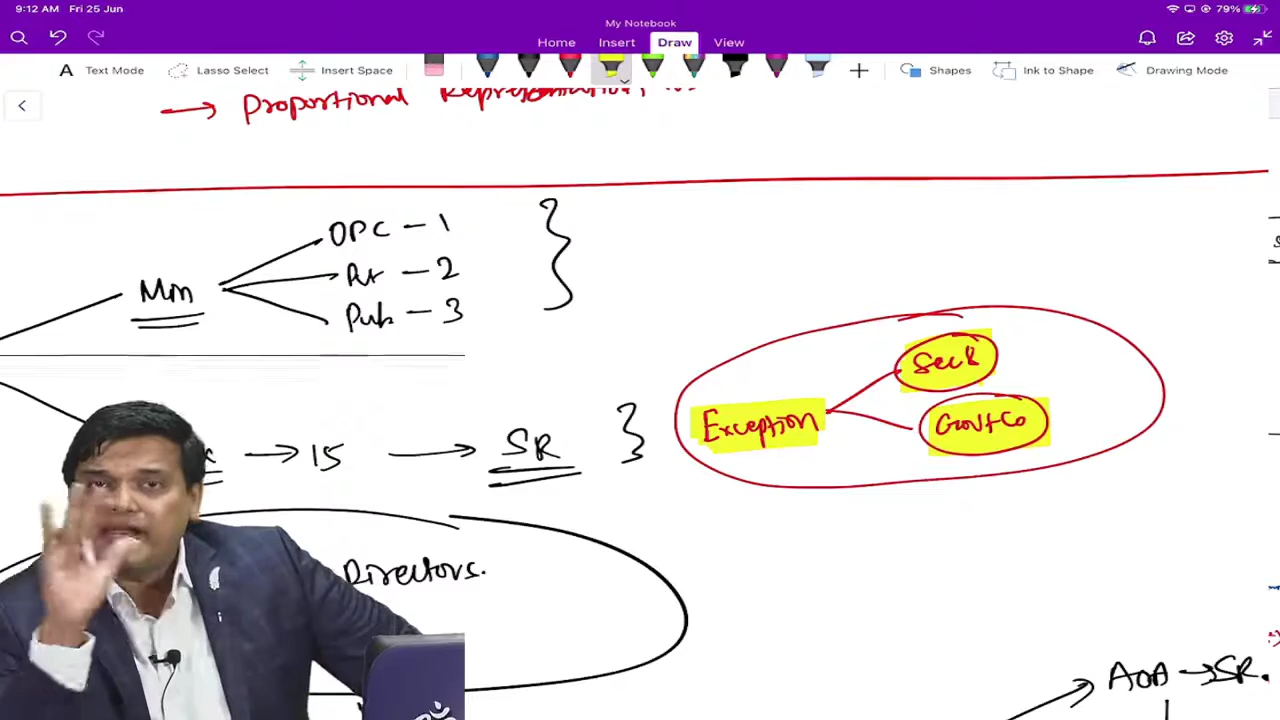 9:12 AM Fri 25 Jun
79%
My Notebook
Home Insert Draw View
Text Mode Lasso Select Insert Space Shapes Ink to Shape Drawing Mode
→ Proportional Representation
OPC - 1
Min
Pvt - 2
Pub - 3
Sec 8
Exception
Govt Co
→ 15 → SR
Directors.
AOA → SR.